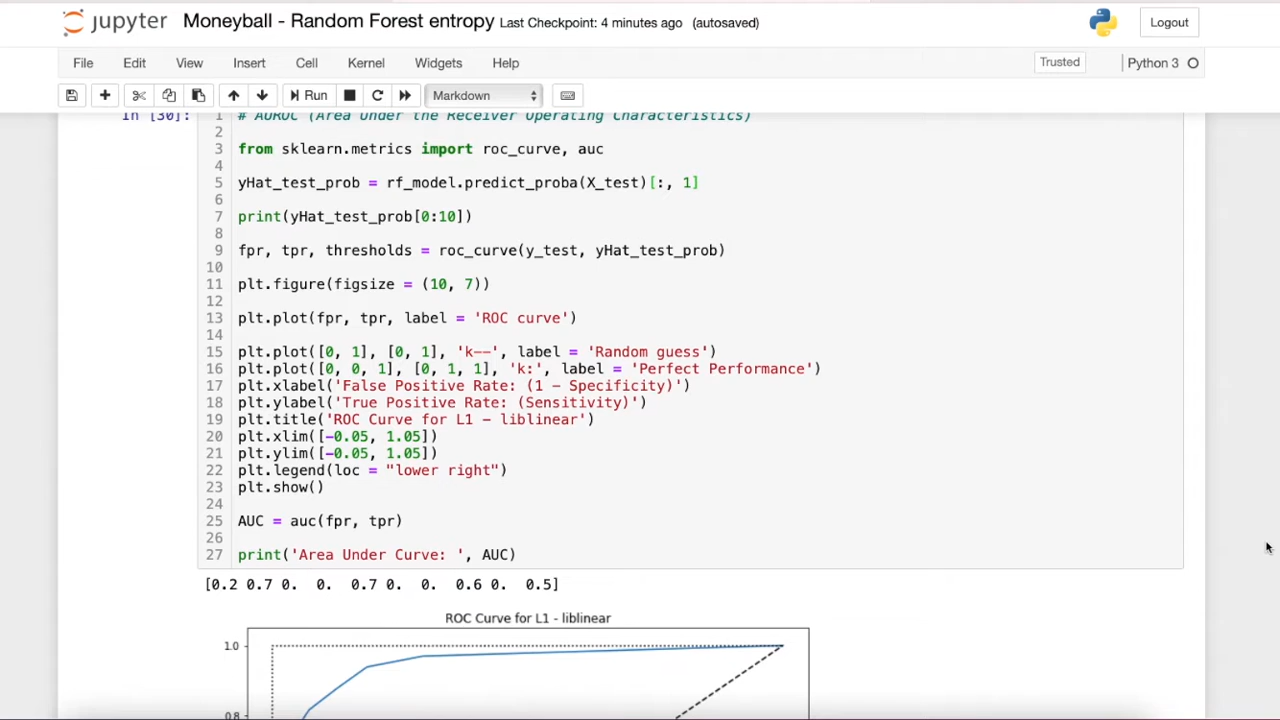 jupyter Moneyball - Random Forest entropy Last Checkpoint: 4 minutes ago (autosaved) Logout
File Edit View Insert Cell Kernel Widgets Help Trusted Python 3
Run Markdown
In [30]: 1 # AUROC (Area Under the Receiver Operating Characteristics)
2
3 from sklearn.metrics import roc_curve, auc
4
5 yHat_test_prob = rf_model.predict_proba(X_test)[:, 1]
6
7 print(yHat_test_prob[0:10])
8
9 fpr, tpr, thresholds = roc_curve(y_test, yHat_test_prob)
10
11 plt.figure(figsize = (10, 7))
12
13 plt.plot(fpr, tpr, label = 'ROC curve')
14
15 plt.plot([0, 1], [0, 1], 'k--', label = 'Random guess')
16 plt.plot([0, 0, 1], [0, 1, 1], 'k:', label = 'Perfect Performance')
17 plt.xlabel('False Positive Rate: (1 - Specificity)')
18 plt.ylabel('True Positive Rate: (Sensitivity)')
19 plt.title('ROC Curve for L1 - liblinear')
20 plt.xlim([-0.05, 1.05])
21 plt.ylim([-0.05, 1.05])
22 plt.legend(loc = "lower right")
23 plt.show()
24
25 AUC = auc(fpr, tpr)
26
27 print('Area Under Curve: ', AUC)
[0.2 0.7 0. 0. 0.7 0. 0. 0.6 0. 0.5]
ROC Curve for L1 - liblinear
1.0
0.8